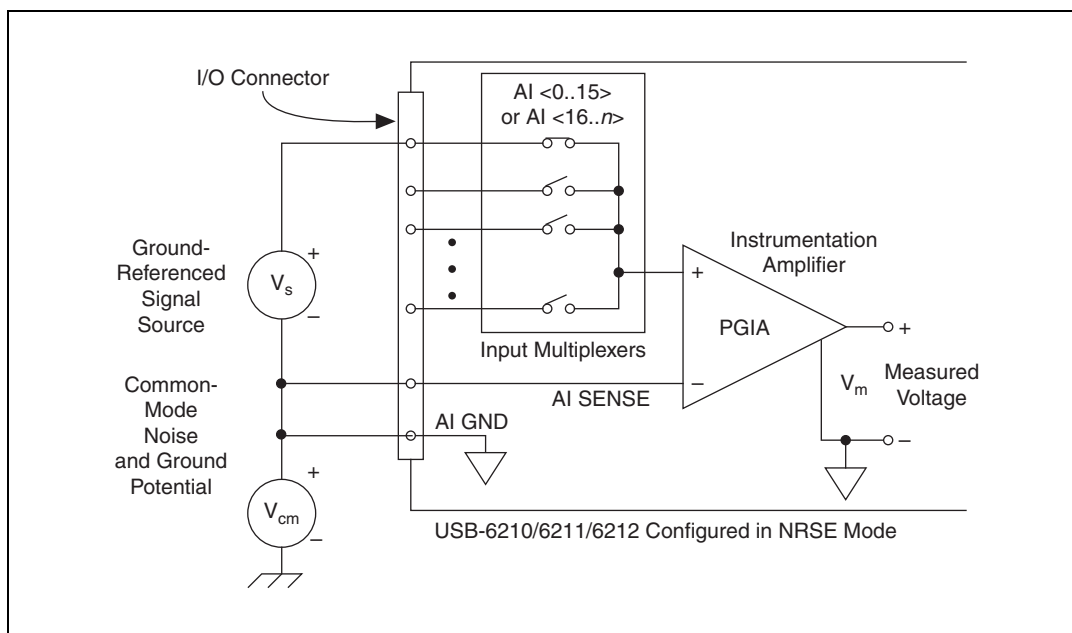 I/O Connector
AI <0..15>
or AI <16..n>
Ground-
Referenced
Signal
Source
+
Vs
–
Instrumentation
Amplifier
+
PGIA
–
+
Vm
Measured
Voltage
–
Input Multiplexers
AI SENSE
AI GND
Common-
Mode
Noise
and Ground
Potential
+
Vcm
–
USB-6210/6211/6212 Configured in NRSE Mode